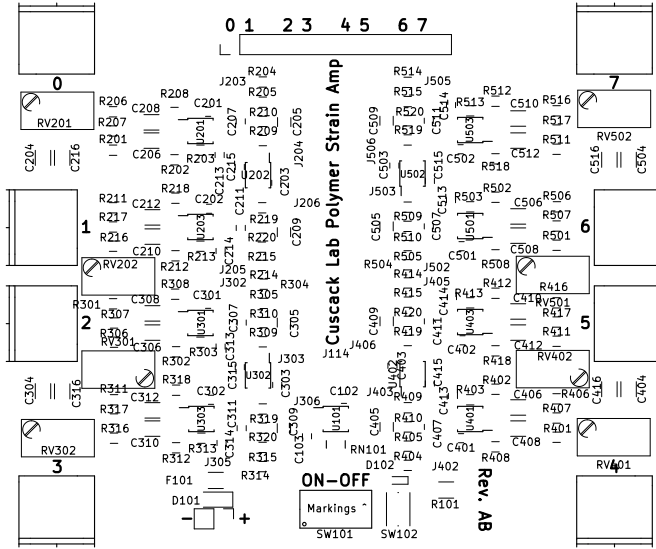 0 1 2 3 4 5 6 7
R204 R514
J203 R205 R515 J505
0 7
R206 R208 C201 R210 C205 C509 R520 C514 R513 R512 C510 R516
RV201 R207 C208 C207 R209 R519 C511 U503 R517 RV502
R201 U201 J204 J506 R511
C204 C216 C206 R203 C215 C503 C515 C502 C512 C516 C504
R202 C213 U202 C203 U502 R518
R218 J503
R211 C212 C202 C211 J206 C513 R503 R502 C506 R506
1 R217 R219 C209 C505 R509 C507 U501 R507 6
R216 U203 R220 R510 R501
C210 R213 C214 R215 R505 C501 C508
RV202 R212 J205 R214 R504 R514 J502 R508 R416
R308 J302 R304 J405 RV501
R301 C308 C301 R305 R415 C414 R413 R412 C410
2 R307 R310 C305 C409 R420 C411 U403 R417 5
R306 U301 C307 R309 R419 R411
RV301 C306 R303 C313 J114 J406 C402 C412 RV402
R302 J303 C403 R418
R318 C315 U302 C303 U402 C415 R402
C304 C316 R311 C312 C302 J306 C102 J403 R409 C413 R403 C406 R406 C416 C404
R317 C311 R319 C309 U101 C405 R410 C407 U401 R407
RV302 R316 U303 R320 C103 R405 R401 RV401
C310 R313 C314 R315 RN101 C401 C408
3 R312 J305 R314 D102 R404 J402 R408 4
F101 ON-OFF
D101 Markings ^ R101
- + SW101 SW102
Cuscack Lab Polymer Strain Amp
Rev. AB